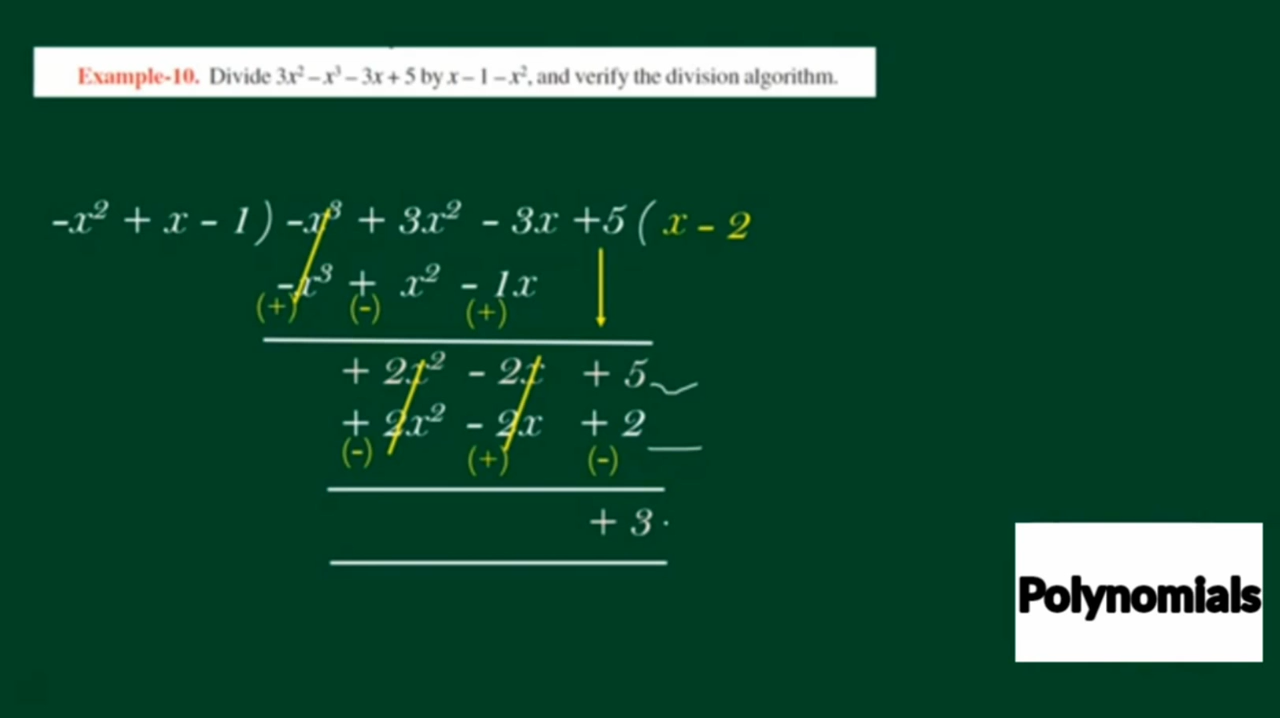 Example-10. Divide 3x² – x³ – 3x + 5 by x – 1 – x², and verify the division algorithm.
-x² + x - 1 ) -x³ + 3x² - 3x +5 ( x - 2
-x³ + x² - 1x
(+) (-) (+)
+ 2x² - 2x + 5
+ 2x² - 2x + 2
(-) (+) (-)
+ 3
Polynomials